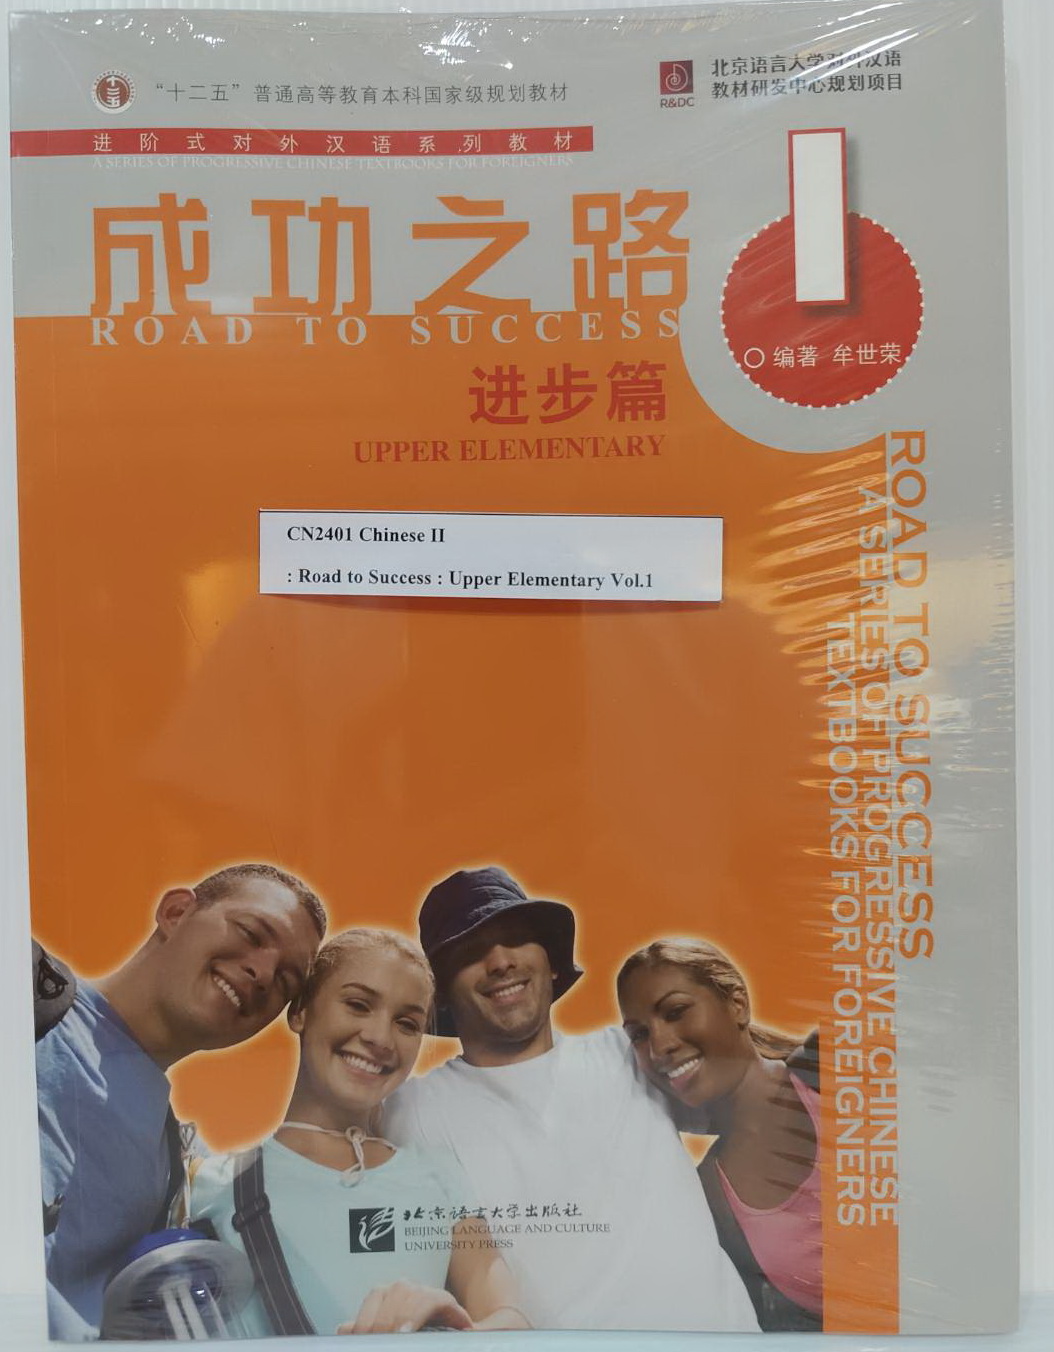 “十二五”普通高等教育本科国家级规划教材
R&DC
北京语言大学对外汉语
教材研发中心规划项目
进阶式对外汉语系列教材
A SERIES OF PROGRESSIVE CHINESE TEXTBOOKS FOR FOREIGNERS
成功之路
ROAD TO SUCCESS
1
编著 牟世荣
进步篇
UPPER ELEMENTARY
CN2401 Chinese II
: Road to Success : Upper Elementary Vol.1
ROAD TO SUCCESS
A SERIES OF PROGRESSIVE CHINESE
TEXTBOOKS FOR FOREIGNERS
北京语言大学出版社
BEIJING LANGUAGE AND CULTURE
UNIVERSITY PRESS